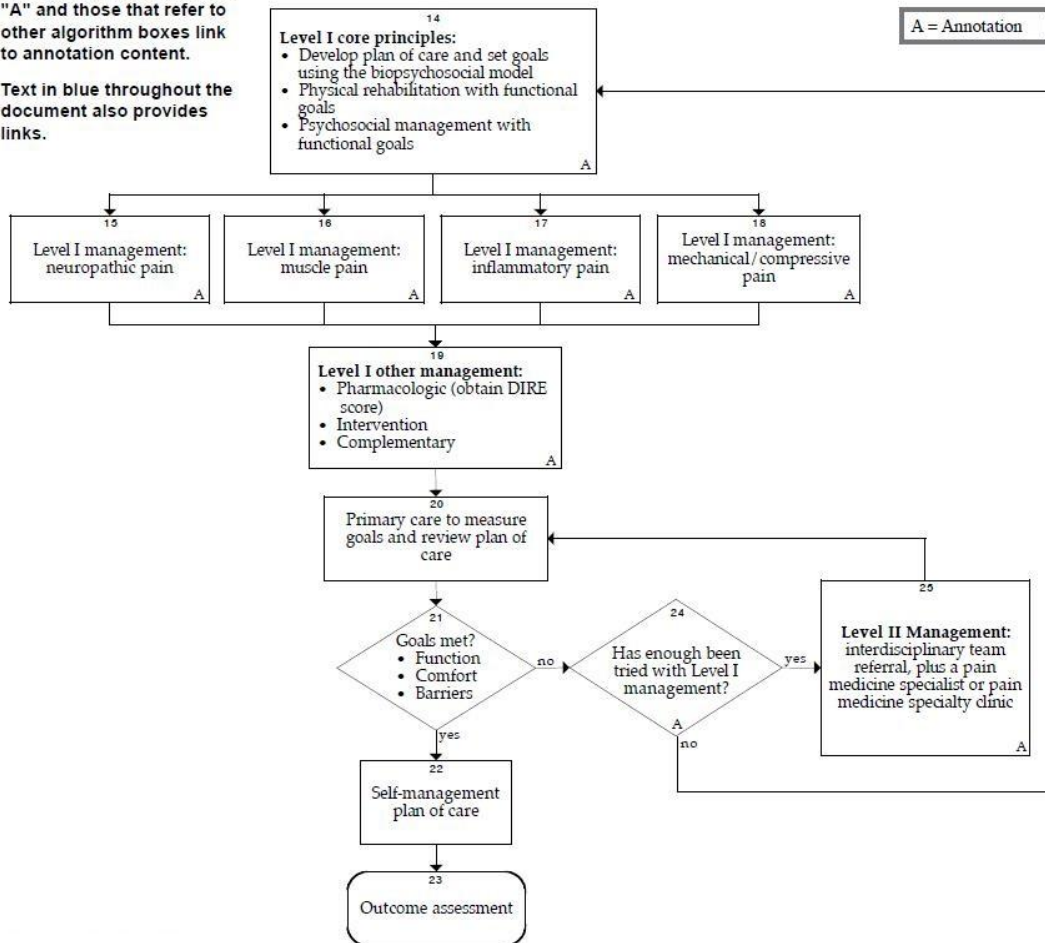 "A" and those that refer to
other algorithm boxes link
to annotation content.
Text in blue throughout the
document also provides
links.
A = Annotation
14
Level I core principles:
• Develop plan of care and set goals
using the biopsychosocial model
• Physical rehabilitation with functional
goals
• Psychosocial management with
functional goals
A
15
Level I management:
neuropathic pain
A
16
Level I management:
muscle pain
A
17
Level I management:
inflammatory pain
A
18
Level I management:
mechanical/compressive
pain
A
19
Level I other management:
• Pharmacologic (obtain DIRE
score)
• Intervention
• Complementary
A
20
Primary care to measure
goals and review plan of
care
21
Goals met?
• Function
• Comfort
• Barriers
no
yes
24
Has enough been
tried with Level I
management?
A
yes
no
25
Level II Management:
interdisciplinary team
referral, plus a pain
medicine specialist or pain
medicine specialty clinic
A
22
Self-management
plan of care
23
Outcome assessment